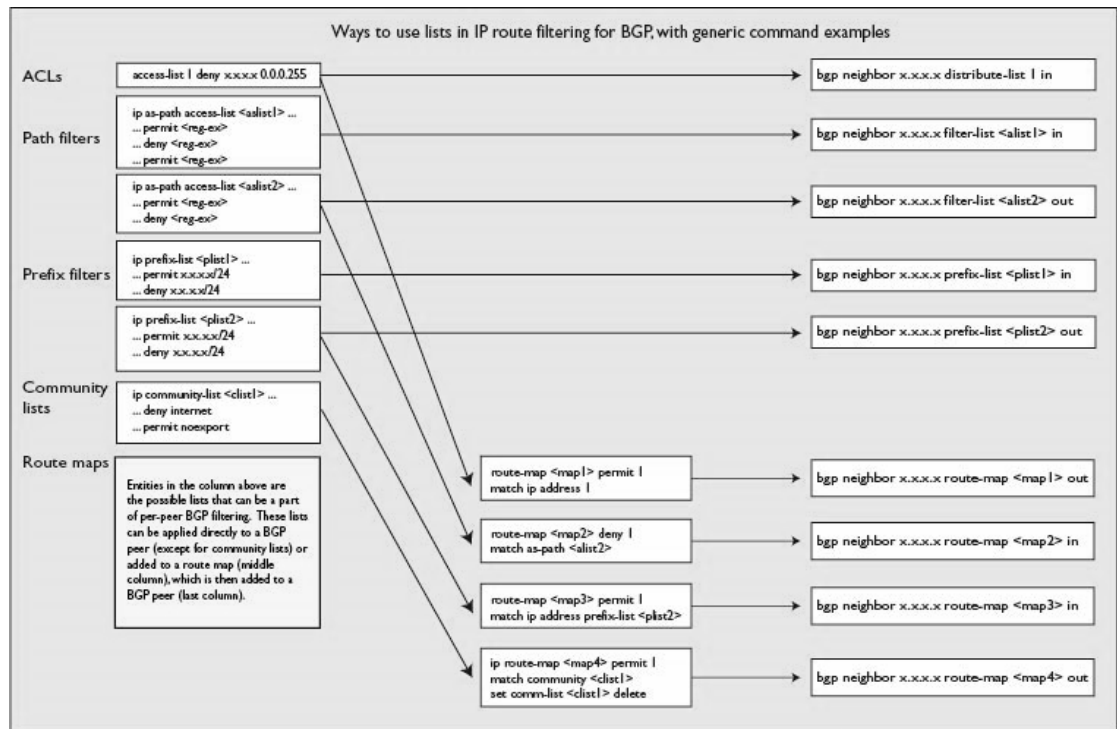 Ways to use lists in IP route filtering for BGP, with generic command examples
ACLs
access-list 1 deny x.x.x.x 0.0.0.255
bgp neighbor x.x.x.x distribute-list 1 in
Path filters
ip as-path access-list <aslist1> ...
... permit <reg-ex>
... deny <reg-ex>
... permit <reg-ex>
bgp neighbor x.x.x.x filter-list <alist1> in
ip as-path access-list <aslist2> ...
... permit <reg-ex>
... deny <reg-ex>
bgp neighbor x.x.x.x filter-list <alist2> out
Prefix filters
ip prefix-list <plist1> ...
... permit x.x.x.x/24
... deny x.x.x.x/24
bgp neighbor x.x.x.x prefix-list <plist1> in
ip prefix-list <plist2> ...
... permit x.x.x.x/24
... deny x.x.x.x/24
bgp neighbor x.x.x.x prefix-list <plist2> out
Community
lists
ip community-list <clist1> ...
... deny internet
... permit noexport
Route maps
Entities in the column above are
the possible lists that can be a part
of per-peer BGP filtering. These lists
can be applied directly to a BGP
peer (except for community lists) or
added to a route map (middle
column), which is then added to a
BGP peer (last column).
route-map <map1> permit 1
match ip address 1
bgp neighbor x.x.x.x route-map <map1> out
route-map <map2> deny 1
match as-path <alist2>
bgp neighbor x.x.x.x route-map <map2> in
route-map <map3> permit 1
match ip address prefix-list <plist2>
bgp neighbor x.x.x.x route-map <map3> in
ip route-map <map4> permit 1
match community <clist1>
set comm-list <clist1> delete
bgp neighbor x.x.x.x route-map <map4> out